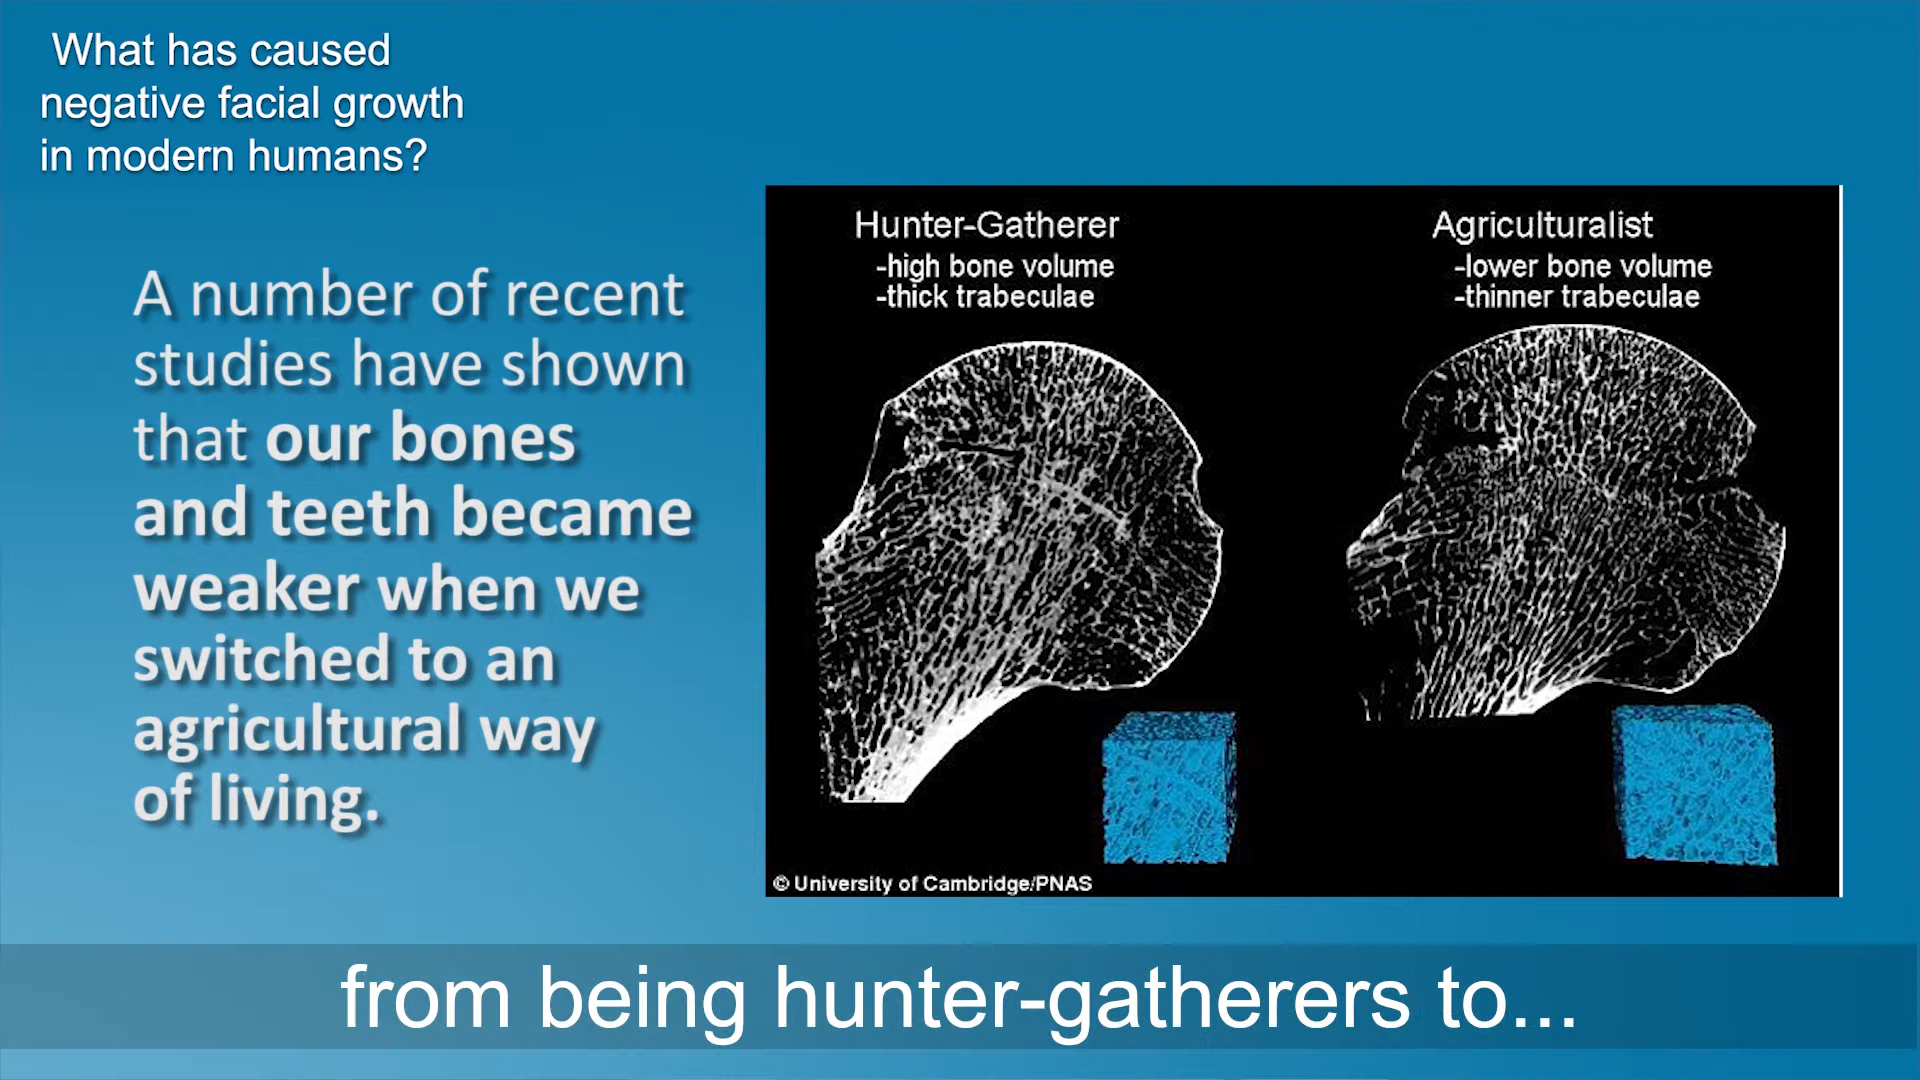 What has caused
negative facial growth
in modern humans?
A number of recent
studies have shown
that our bones
and teeth became
weaker when we
switched to an
agricultural way
of living.
Hunter-Gatherer
-high bone volume
-thick trabeculae
Agriculturalist
-lower bone volume
-thinner trabeculae
© University of Cambridge/PNAS
from being hunter-gatherers to...